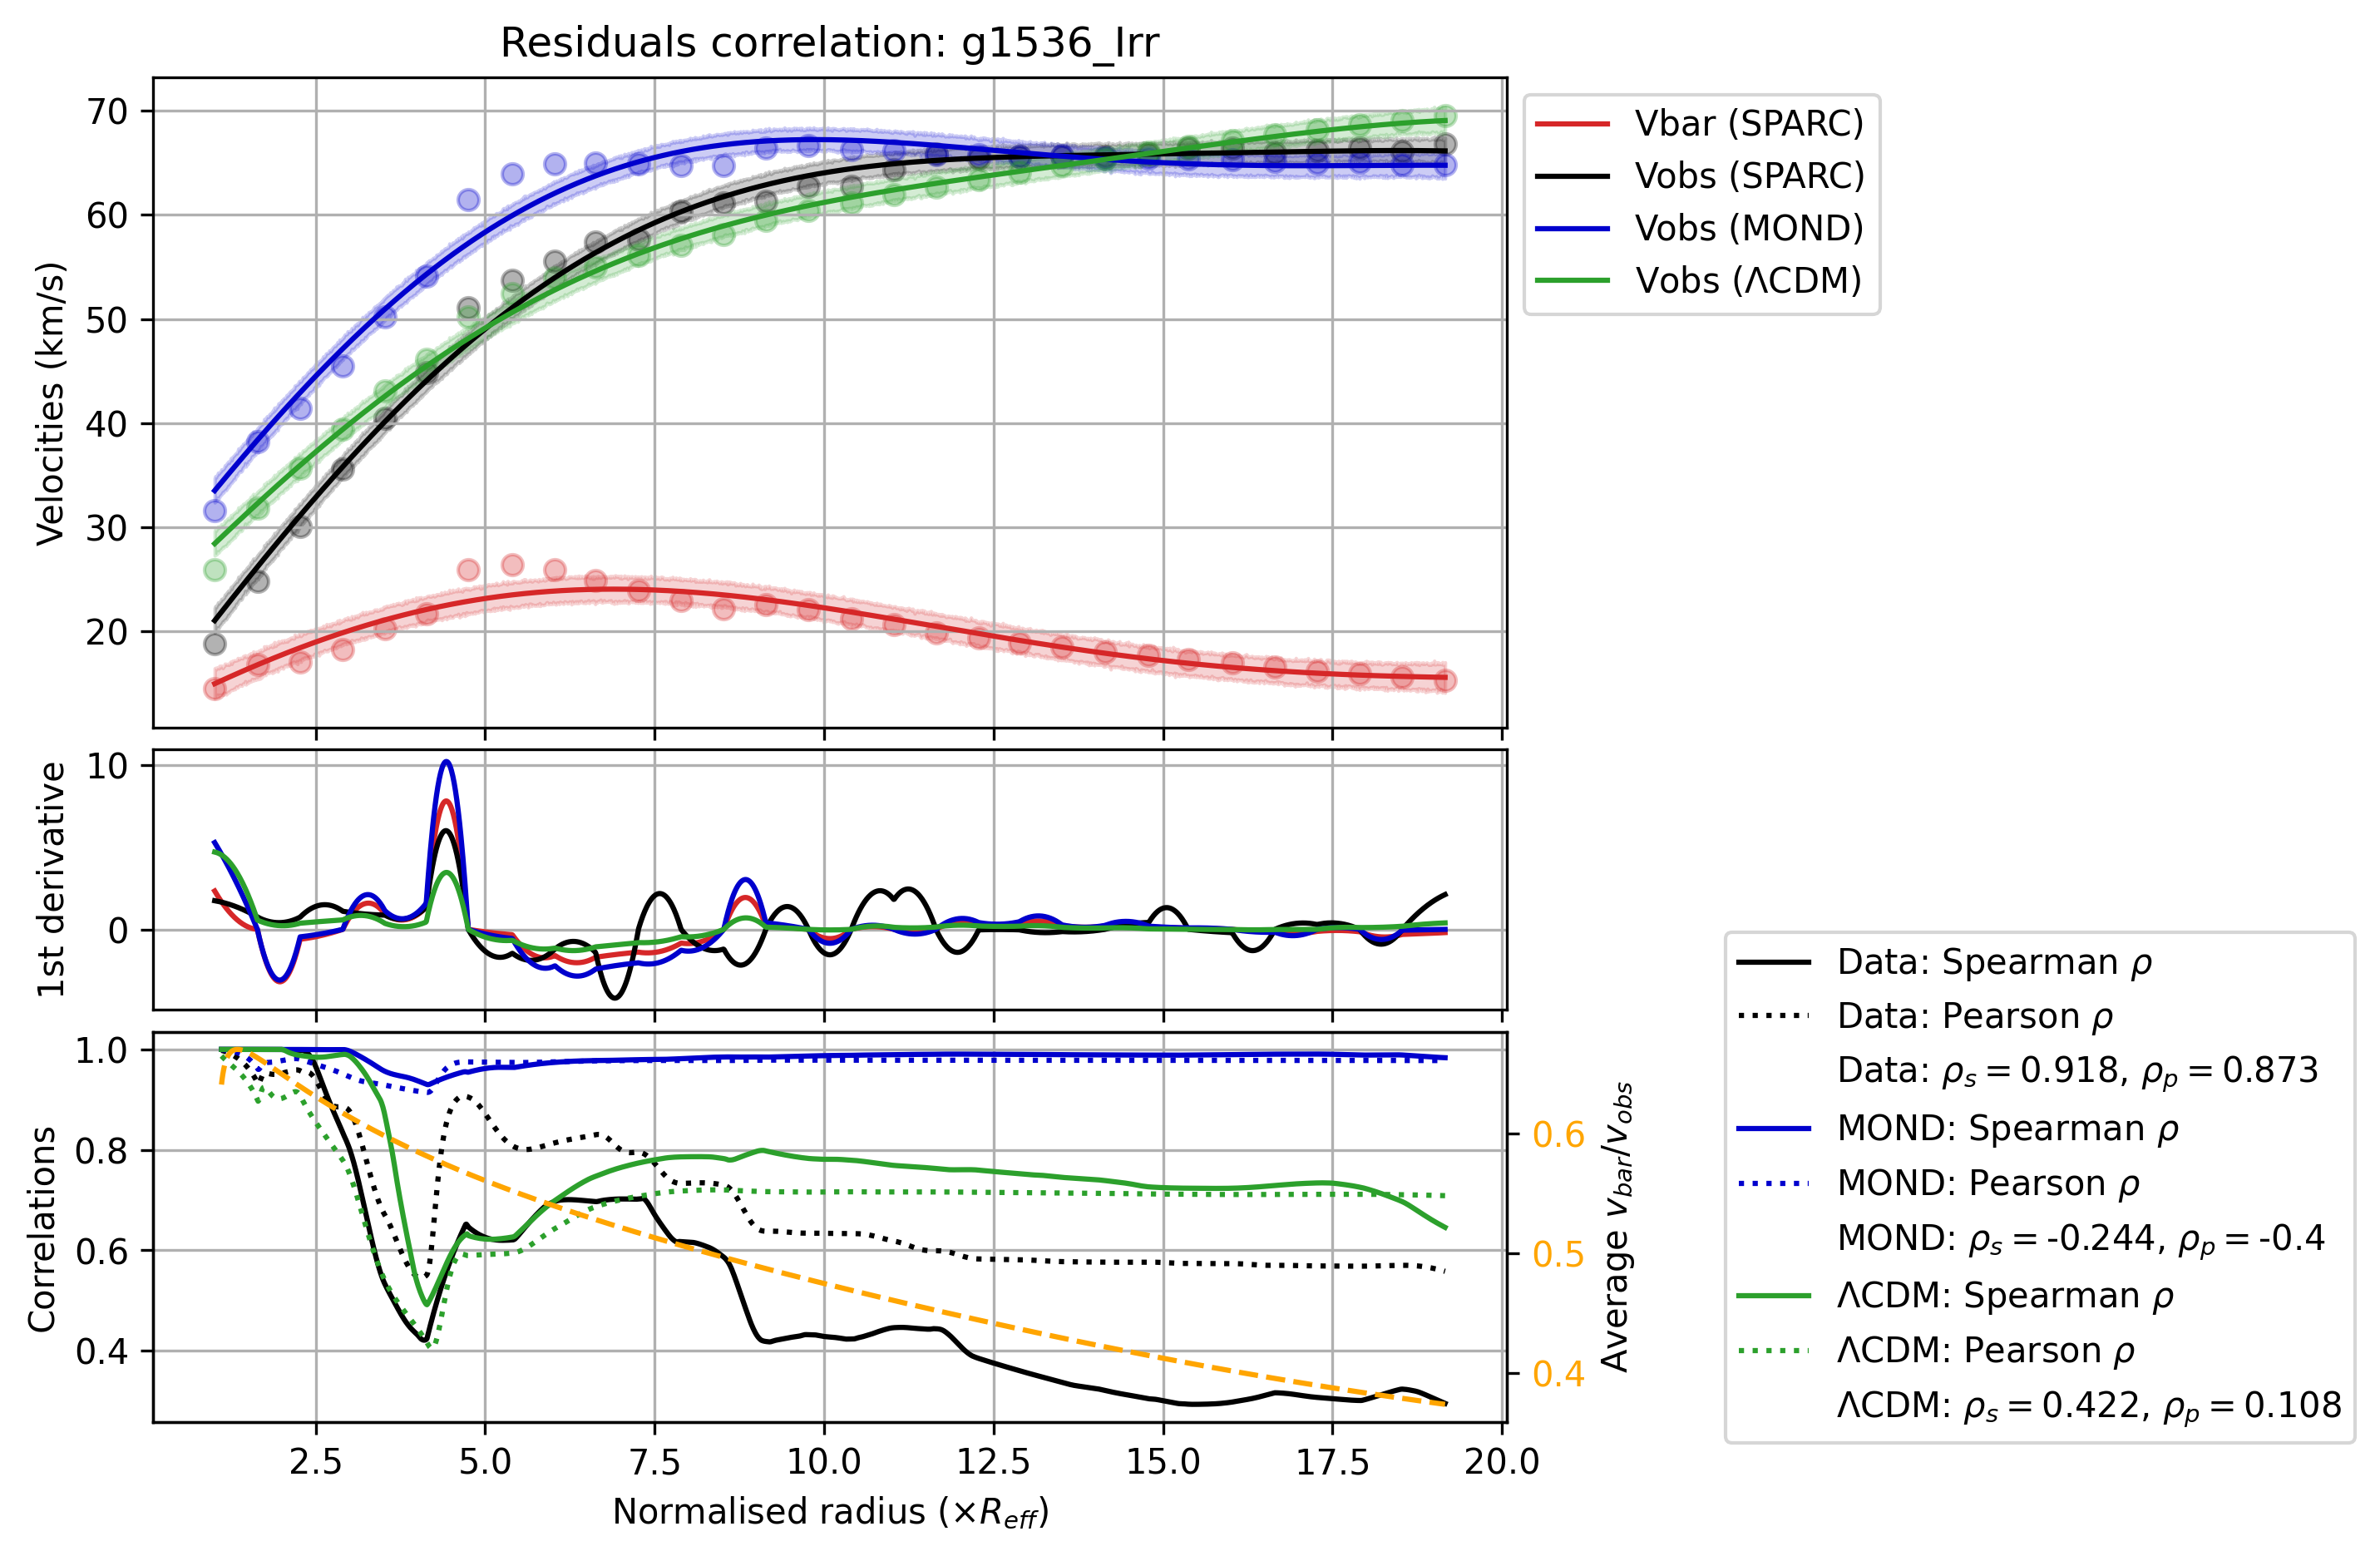 Residuals correlation: g1536_Irr
Velocities (km/s)
70
60
50
40
30
20
Vbar (SPARC)
Vobs (SPARC)
Vobs (MOND)
Vobs (ΛCDM)
1st derivative
10
0
Correlations
1.0
0.8
0.6
0.4
0.6
0.5
0.4
Average v_bar/v_obs
2.5 5.0 7.5 10.0 12.5 15.0 17.5 20.0
Normalised radius (×R_eff)
Data: Spearman ρ
Data: Pearson ρ
Data: ρ_s = 0.918, ρ_p = 0.873
MOND: Spearman ρ
MOND: Pearson ρ
MOND: ρ_s = -0.244, ρ_p = -0.4
ΛCDM: Spearman ρ
ΛCDM: Pearson ρ
ΛCDM: ρ_s = 0.422, ρ_p = 0.108